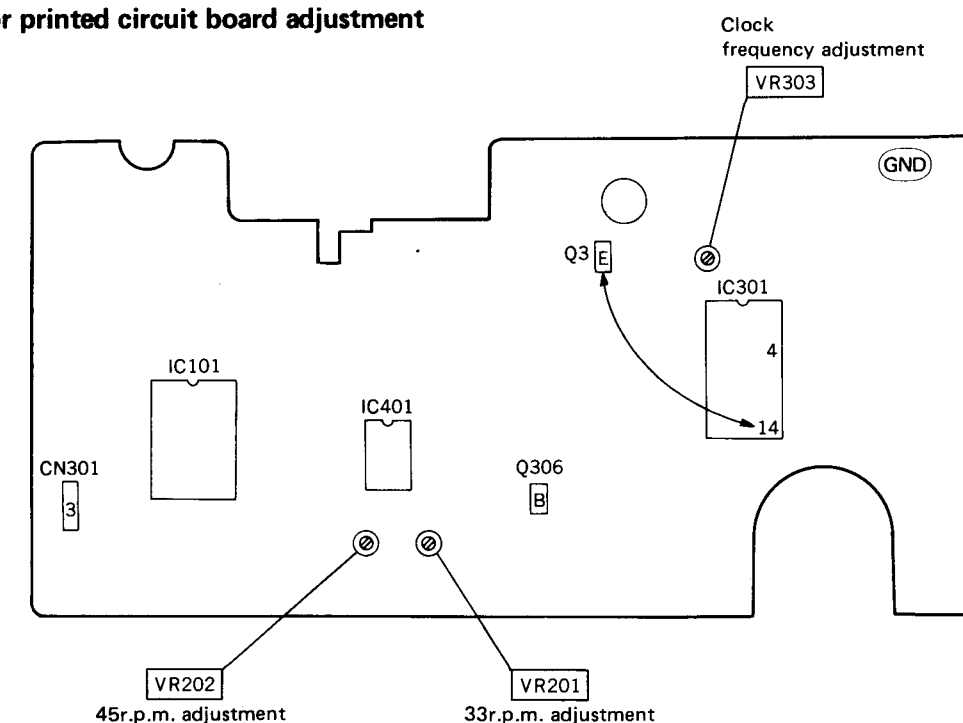 r printed circuit board adjustment
Clock
frequency adjustment
VR303
GND
Q3 E
IC301
4
14
IC101
IC401
CN301
3
Q306
B
VR202
45r.p.m. adjustment
VR201
33r.p.m. adjustment